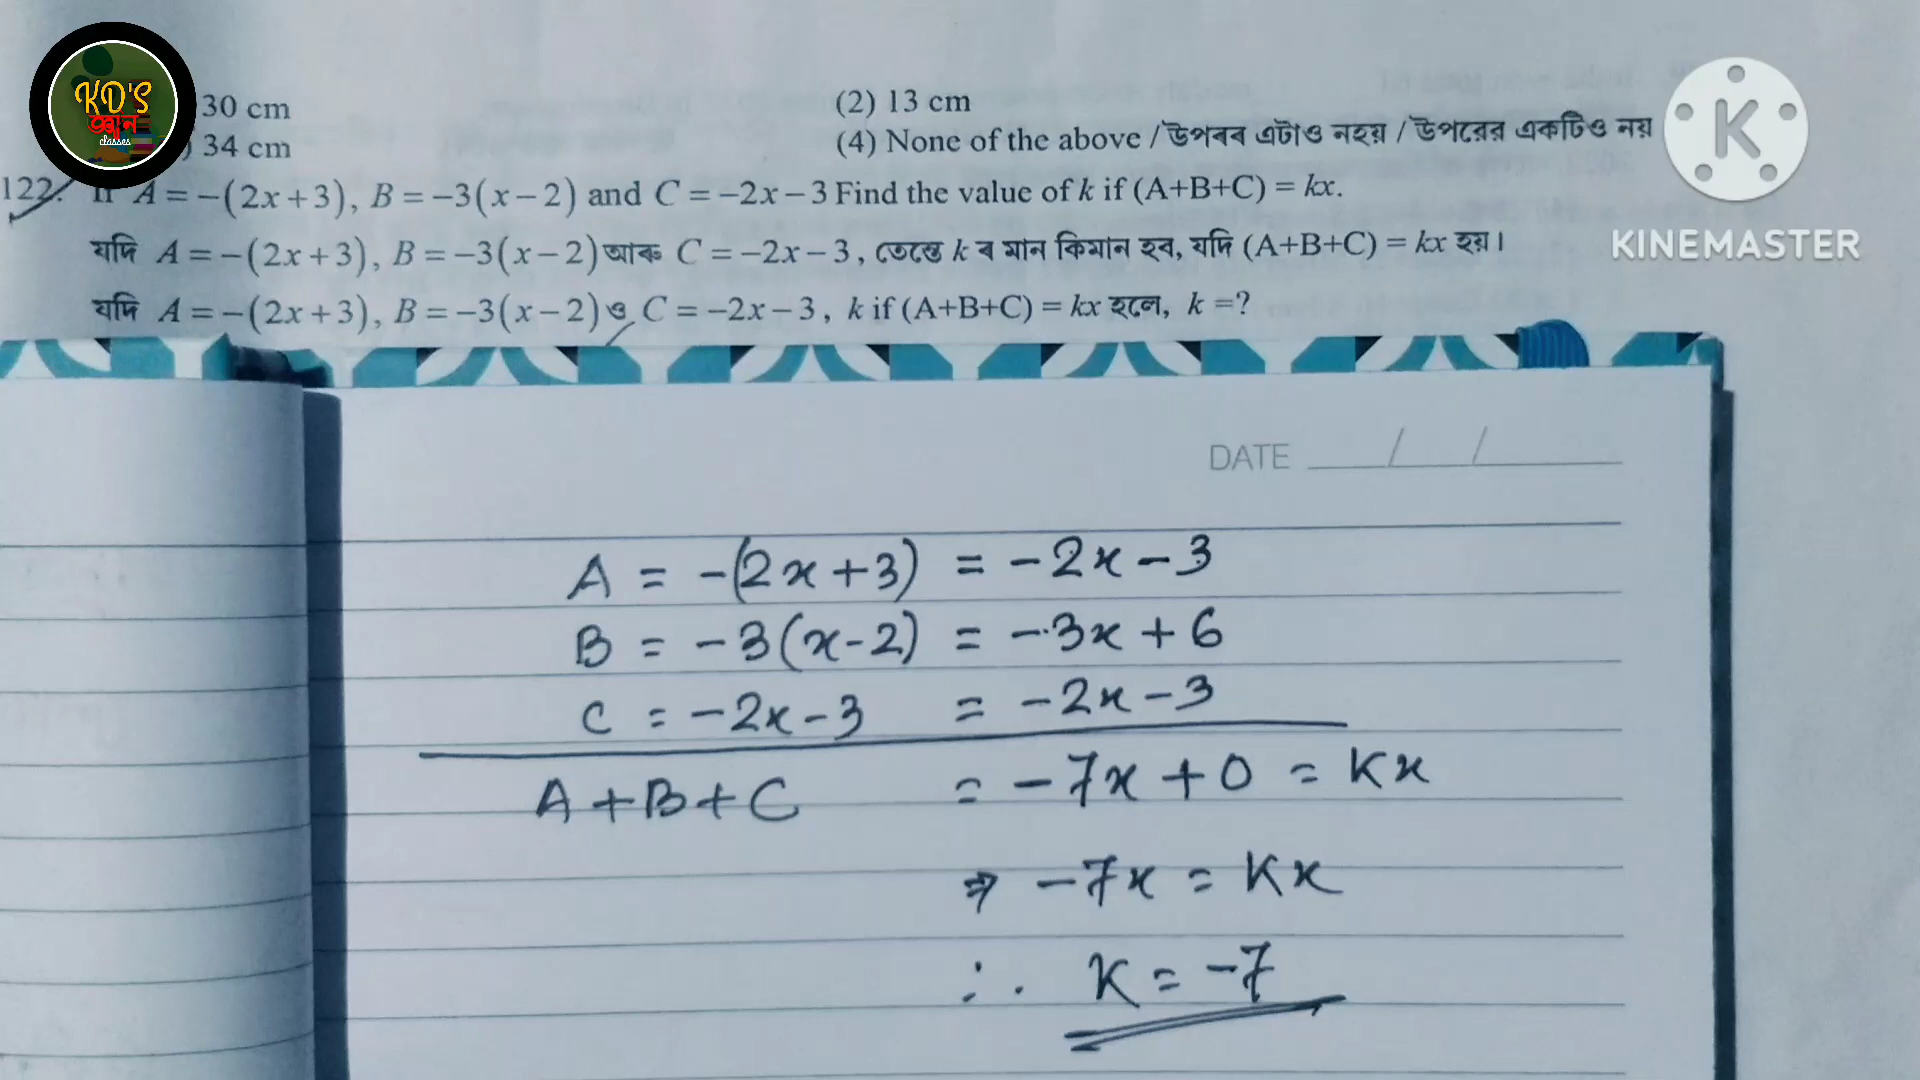 KD'S
জ্ঞান
classes
30 cm (2) 13 cm
) 34 cm (4) None of the above / উপৰৰ এটাও নহয় / উপরের একটিও নয়
122. If A = −(2x+3), B = −3(x−2) and C = −2x−3 Find the value of k if (A+B+C) = kx.
যদি A = −(2x+3), B = −3(x−2) আৰু C = −2x−3, তেন্তে k ৰ মান কিমান হব, যদি (A+B+C) = kx হয়।
যদি A = −(2x+3), B = −3(x−2) ও C = −2x−3, k if (A+B+C) = kx হলে, k =?
K
KINEMASTER
DATE / /
A = −(2x+3) = −2x−3
B = −3(x−2) = −3x+6
C = −2x−3 = −2x−3
A+B+C = −7x+0 = Kx
⇒ −7x = Kx
∴ K = −7